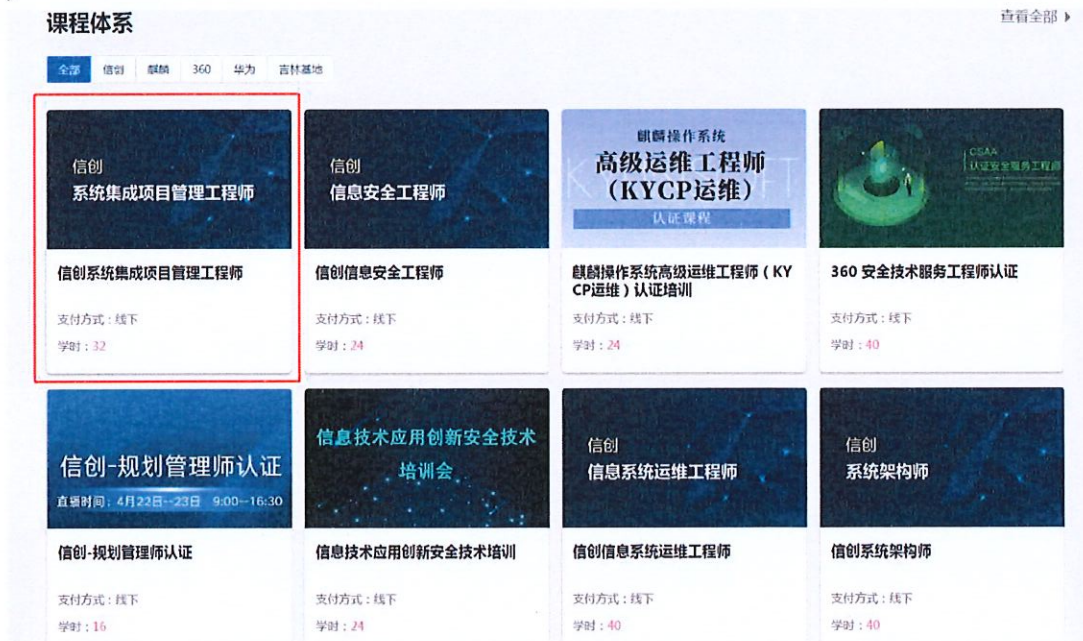 课程体系
查看全部
全部 信创 麒麟 360 华为 吉林基地
信创
系统集成项目管理工程师
信创
信息安全工程师
麒麟操作系统
高级运维工程师
(KYCP运维)
认证课程
CSAA
认证安全服务工程师
信创系统集成项目管理工程师
支付方式：线下
学时：32
信创信息安全工程师
支付方式：线下
学时：24
麒麟操作系统高级运维工程师（KY
CP运维）认证培训
支付方式：线下
学时：24
360 安全技术服务工程师认证
支付方式：线下
学时：40
信创-规划管理师认证
直播时间：4月22日--23日 9:00--16:30
信息技术应用创新安全技术
培训会
信创
信息系统运维工程师
信创
系统架构师
信创-规划管理师认证
支付方式：线下
学时：16
信息技术应用创新安全技术培训
支付方式：线下
学时：24
信创信息系统运维工程师
支付方式：线下
学时：40
信创系统架构师
支付方式：线下
学时：40